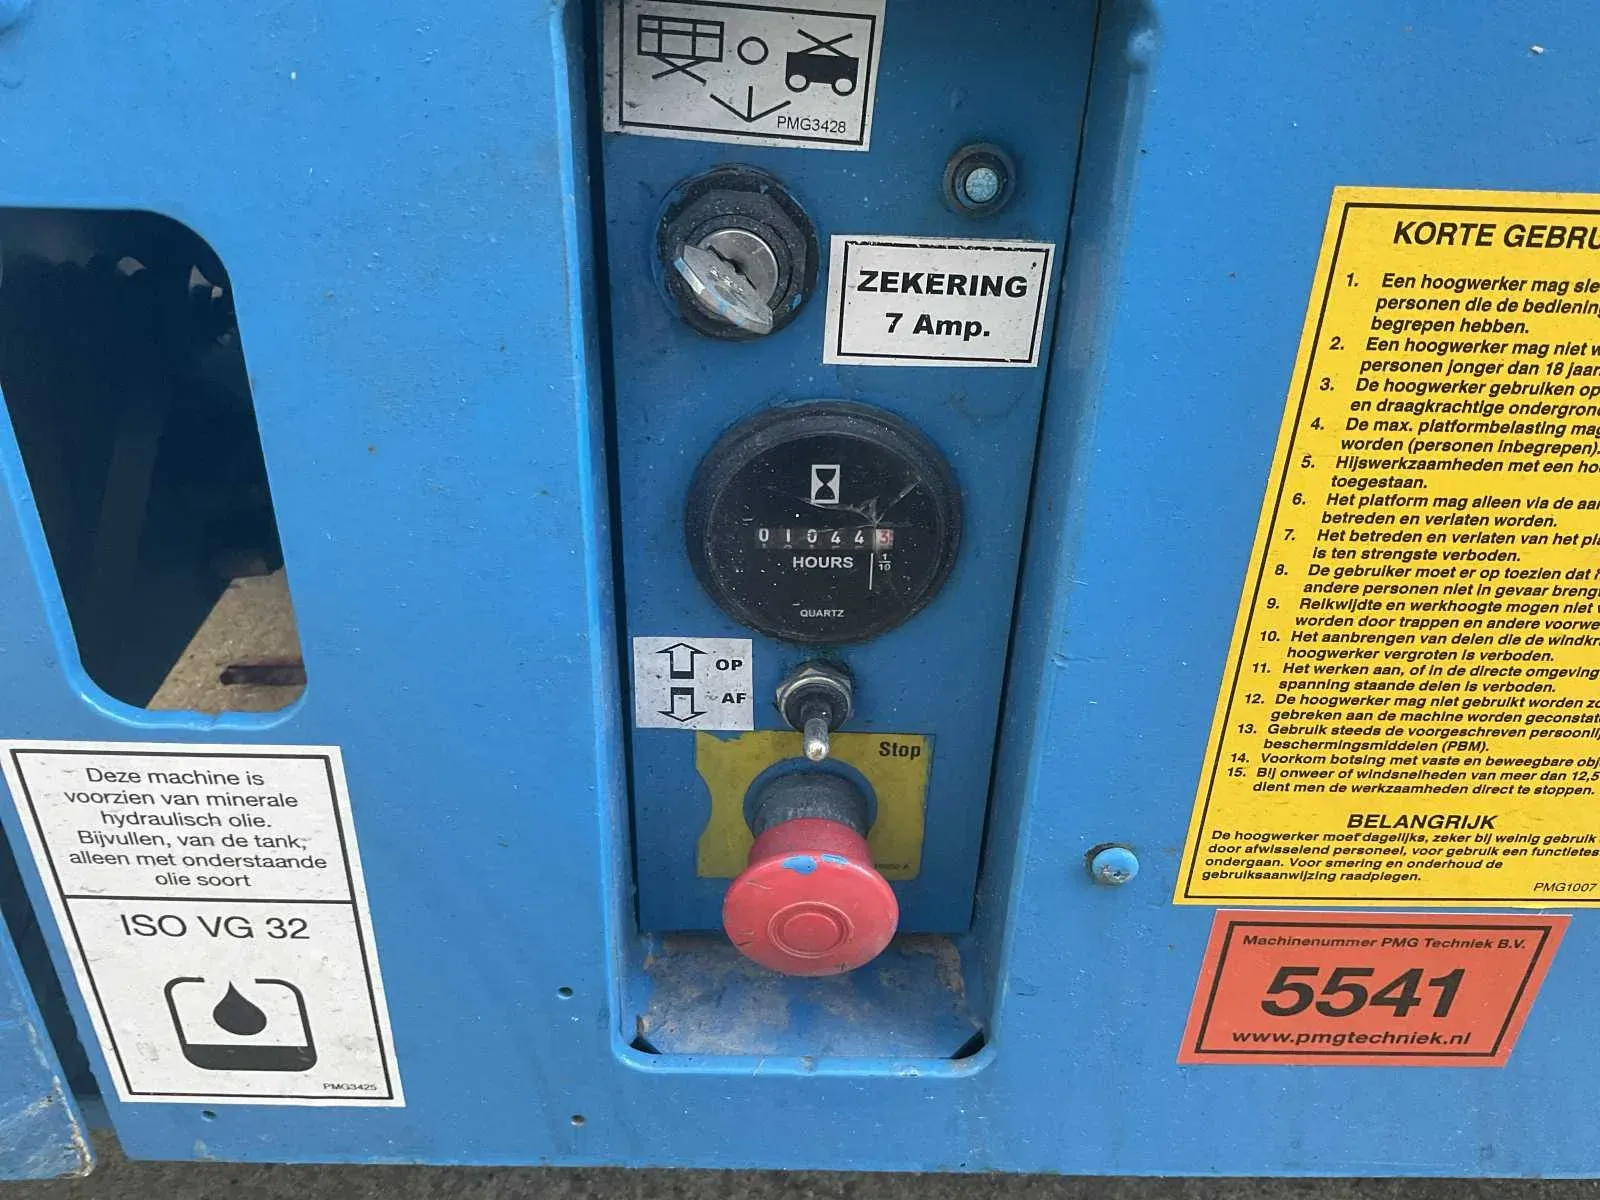 PMG3428
ZEKERING
7 Amp.
01044 3
HOURS 1/10
QUARTZ
OP
AF
Stop
Deze machine is
voorzien van minerale
hydraulisch olie.
Bijvullen, van de tank,
alleen met onderstaande
olie soort
ISO VG 32
PMG3425
KORTE GEBRU
1. Een hoogwerker mag sle
personen die de bediening
begrepen hebben.
2. Een hoogwerker mag niet w
personen jonger dan 18 jaar
3. De hoogwerker gebruiken op
en draagkrachtige ondergron
4. De max. platformbelasting mag
worden (personen inbegrepen).
5. Hijswerkzaamheden met een ho
toegestaan.
6. Het platform mag alleen via de aa
betreden en verlaten worden.
7. Het betreden en verlaten van het pla
is ten strengste verboden.
8. De gebruiker moet er op toezien dat h
andere personen niet in gevaar breng
9. Reikwijdte en werkhoogte mogen niet v
worden door trappen en andere voorwe
10. Het aanbrengen van delen die de windkr
hoogwerker vergroten is verboden.
11. Het werken aan, of in de directe omgeving
spanning staande delen is verboden.
12. De hoogwerker mag niet gebruikt worden zo
gebreken aan de machine worden geconstat
13. Gebruik steeds de voorgeschreven persoonlij
beschermingsmiddelen (PBM).
14. Voorkom botsing met vaste en beweegbare obj
15. Bij onweer of windsnelheden van meer dan 12,5
dient men de werkzaamheden direct te stoppen.
BELANGRIJK
De hoogwerker moet dagelijks, zeker bij weinig gebruik
door afwisselend personeel, voor gebruik een functietes
ondergaan. Voor smering en onderhoud de
gebruiksaanwijzing raadplegen.
PMG1007
Machinenummer PMG Techniek B.V.
5541
www.pmgtechniek.nl